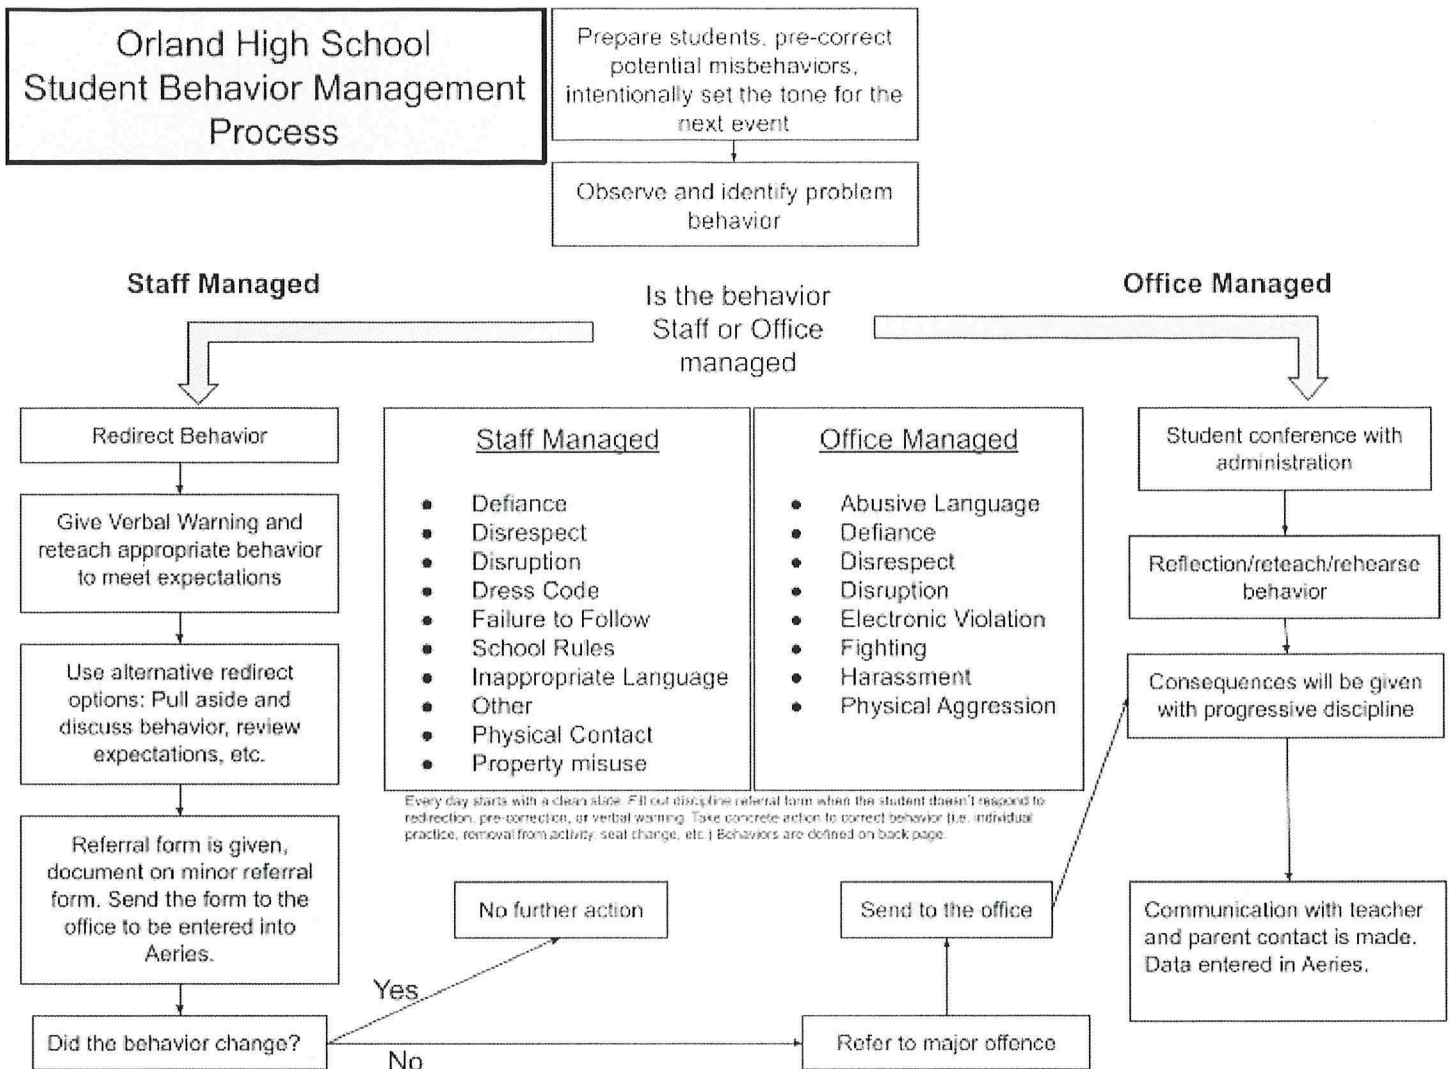 Orland High School
Student Behavior Management
Process
Prepare students, pre-correct
potential misbehaviors,
intentionally set the tone for the
next event
Observe and identify problem
behavior
Staff Managed
Is the behavior
Staff or Office
managed
Office Managed
Redirect Behavior
Give Verbal Warning and
reteach appropriate behavior
to meet expectations
Use alternative redirect
options: Pull aside and
discuss behavior, review
expectations, etc.
Referral form is given,
document on minor referral
form. Send the form to the
office to be entered into
Aeries.
Did the behavior change?
Staff Managed
• Defiance
• Disrespect
• Disruption
• Dress Code
• Failure to Follow
• School Rules
• Inappropriate Language
• Other
• Physical Contact
• Property misuse
Office Managed
• Abusive Language
• Defiance
• Disrespect
• Disruption
• Electronic Violation
• Fighting
• Harassment
• Physical Aggression
Every day starts with a clean slate. Fill out discipline referral form when the student doesn't respond to
redirection, pre-correction, or verbal warning. Take concrete action to correct behavior (i.e. individual
practice, removal from activity, seat change, etc.) Behaviors are defined on back page.
Yes
No further action
No
Refer to major offence
Send to the office
Student conference with
administration
Reflection/reteach/rehearse
behavior
Consequences will be given
with progressive discipline
Communication with teacher
and parent contact is made.
Data entered in Aeries.